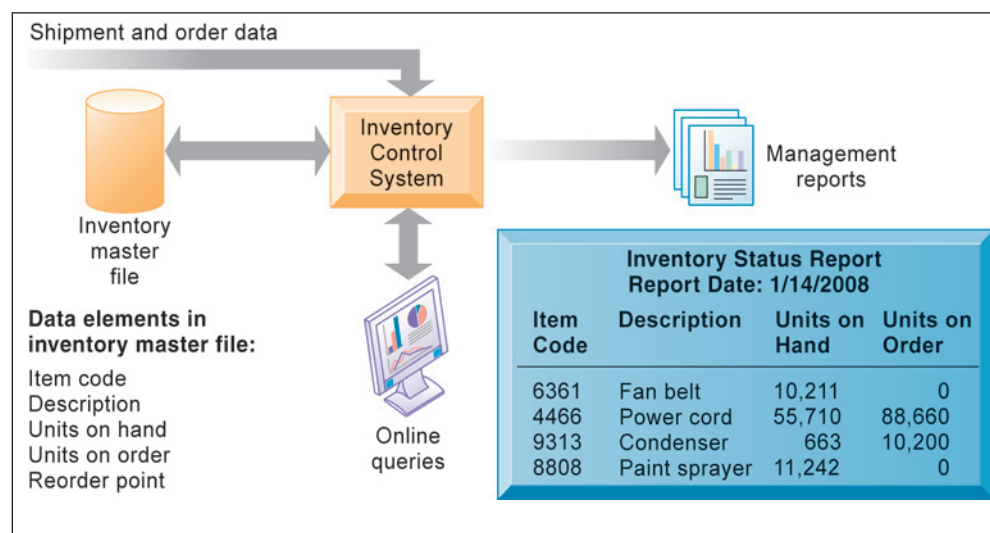 Shipment and order data
Inventory
Control
System
Management
reports
Inventory
master
file
Online
queries
Data elements in
inventory master file:
Item code
Description
Units on hand
Units on order
Reorder point
Inventory Status Report
Report Date: 1/14/2008
Item Description Units on Units on
Code Hand Order
6361 Fan belt 10,211 0
4466 Power cord 55,710 88,660
9313 Condenser 663 10,200
8808 Paint sprayer 11,242 0